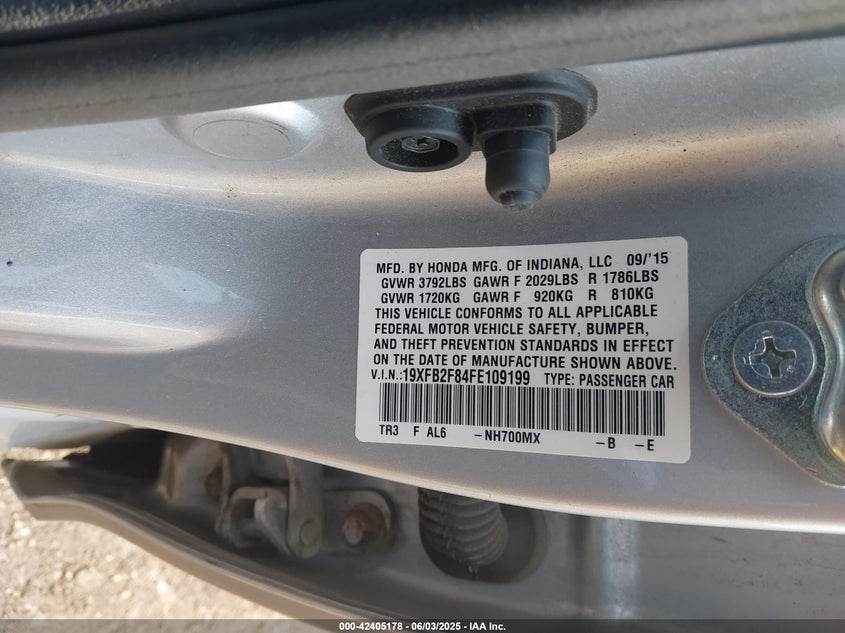 MFD. BY HONDA MFG. OF INDIANA, LLC 09/'15
GVWR 3792LBS GAWR F 2029LBS R 1786LBS
GVWR 1720KG GAWR F 920KG R 810KG
THIS VEHICLE CONFORMS TO ALL APPLICABLE
FEDERAL MOTOR VEHICLE SAFETY, BUMPER,
AND THEFT PREVENTION STANDARDS IN EFFECT
ON THE DATE OF MANUFACTURE SHOWN ABOVE.
V.I.N.:19XFB2F84FE109199 TYPE: PASSENGER CAR
TR3 F AL6 -NH700MX -B -E
000-42405178 - 06/03/2025 - IAA Inc.